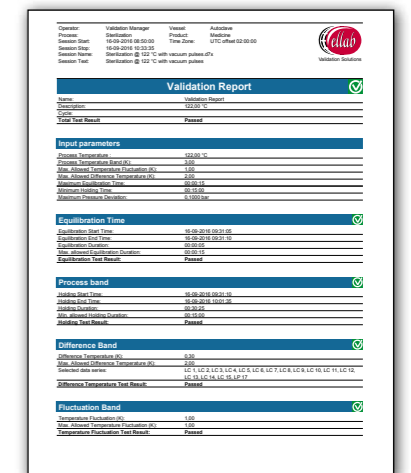 Operator: Validation Manager Vessel: Autoclave
Process: Sterilization Product: Medicine
Session Start: 16-09-2016 08:50:00 Time Zone: UTC offset 02:00:00
Session Stop: 16-09-2016 10:33:35
Session Name: Sterilization @ 122 °C with vacuum pulses.d7x
Session Text: Sterilization @ 122 °C with vacuum pulses
ellab
Validation Solutions
Validation Report
Name: Validation Report
Description: 122,00 °C
Cycle:
Total Test Result Passed
Input parameters
Process Temperature : 122,00 °C
Process Temperature Band (K): 3,00
Max. Allowed Temperature Fluctuation (K): 1,00
Max. Allowed Difference Temperature (K): 2,00
Maximum Equilibration Time: 00:00:15
Minimum Holding Time: 00:15:00
Maximum Pressure Deviation: 0,1000 bar
Equilibration Time
Equilibration Start Time: 16-09-2016 09:31:05
Equilibration End Time: 16-09-2016 09:31:10
Equilibration Duration: 00:00:05
Max. allowed Equilibration Duration: 00:00:15
Equilibration Test Result: Passed
Process band
Holding Start Time: 16-09-2016 09:31:10
Holding End Time: 16-09-2016 10:01:35
Holding Duration: 00:30:25
Min. allowed Holding Duration: 00:15:00
Holding Test Result: Passed
Difference Band
Difference Temperature (K): 0,30
Max. Allowed Difference Temperature (K): 2,00
Selected data series: LC 1, LC 2, LC 3, LC 4, LC 5, LC 6, LC 7, LC 8, LC 9, LC 10, LC 11, LC 12,
LC 13, LC 14, LC 15, LP 17
Difference Temperature Test Result: Passed
Fluctuation Band
Temperature Fluctuation (K): 1,00
Max. Allowed Temperature Fluctuation (K): 1,00
Temperature Fluctuation Test Result: Passed